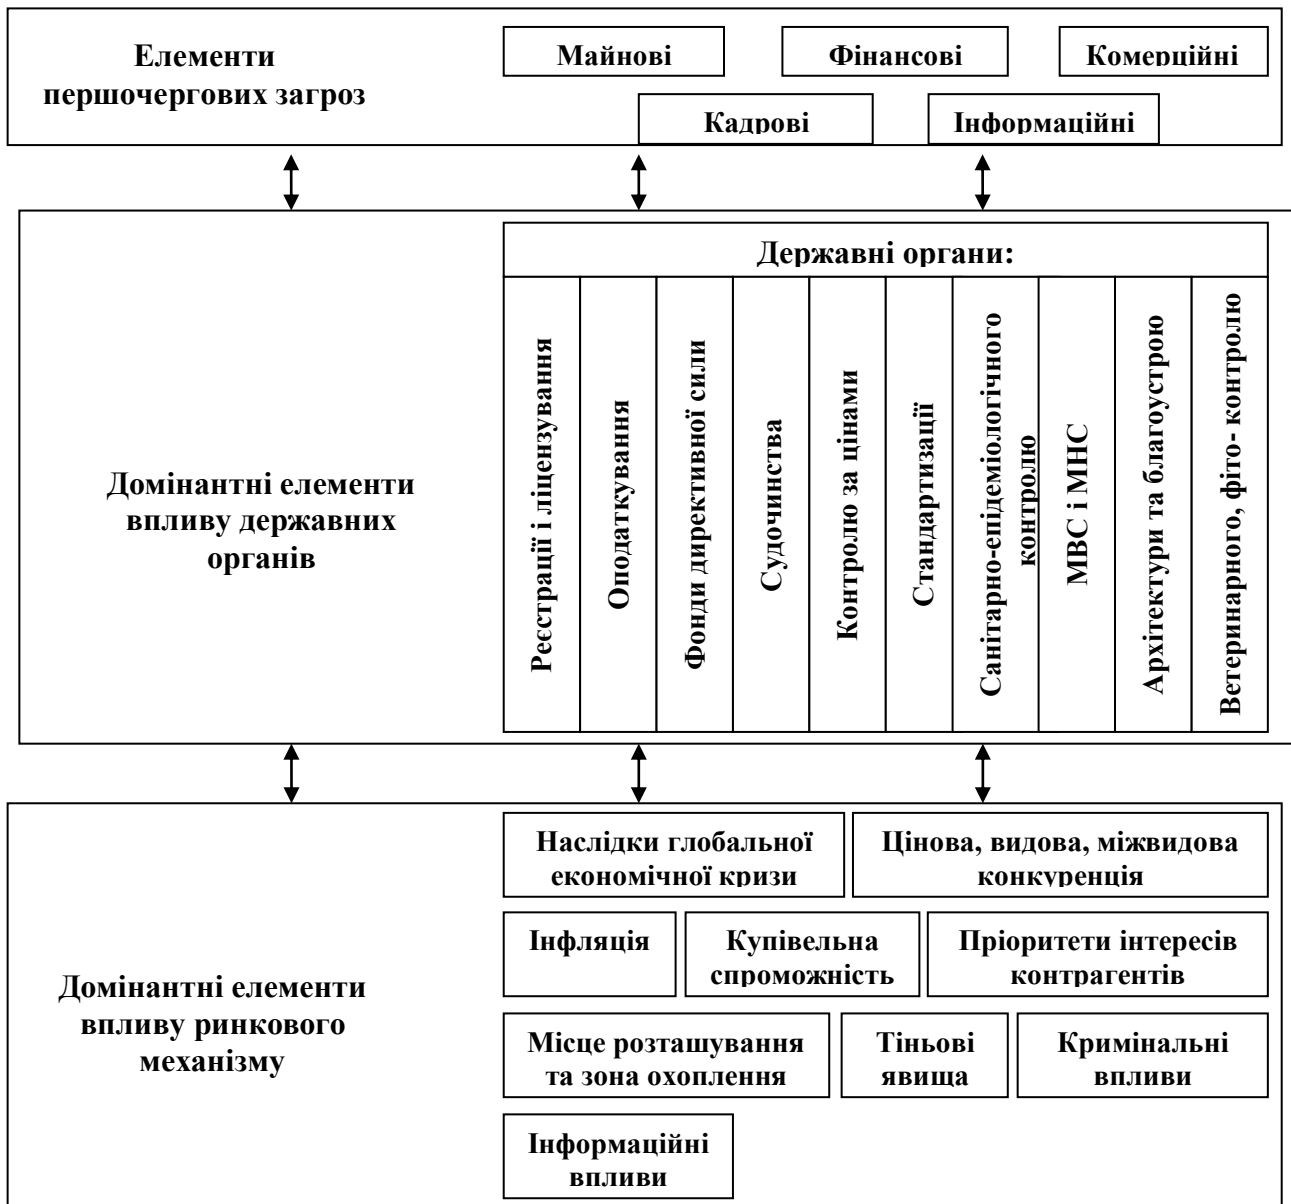 Елементи
першочергових загроз
Майнові
Фінансові
Комерційні
Кадрові
Інформаційні
Домінантні елементи
впливу державних
органів
Державні органи:
Реєстрації і ліцензування
Оподаткування
Фонди директивної сили
Судочинства
Контролю за цінами
Стандартизації
Санітарно-епідеміологічного
контролю
МВС і МНС
Архітектури та благоустрою
Ветеринарного, фіто- контролю
Домінантні елементи
впливу ринкового
механізму
Наслідки глобальної
економічної кризи
Цінова, видова, міжвидова
конкуренція
Інфляція
Купівельна
спроможність
Пріоритети інтересів
контрагентів
Місце розташування
та зона охоплення
Тіньові
явища
Кримінальні
впливи
Інформаційні
впливи